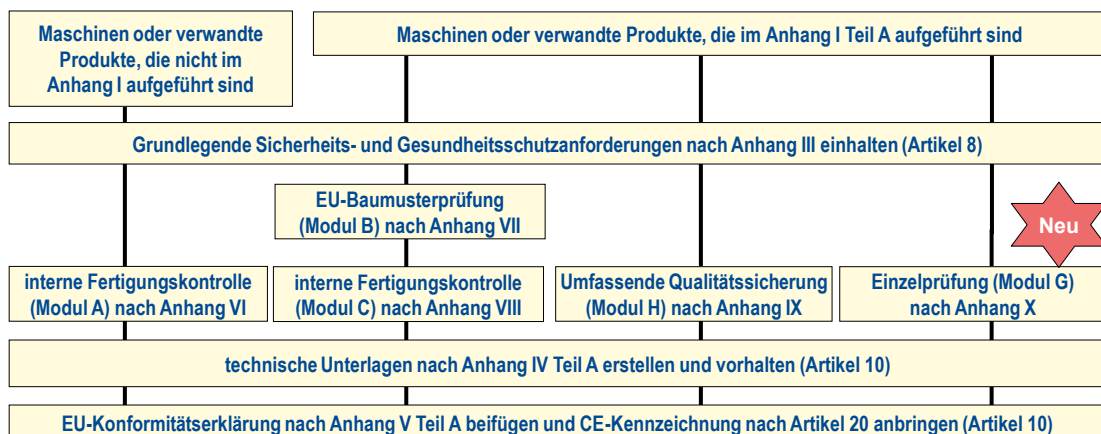 Maschinen oder verwandte
Produkte, die nicht im
Anhang I aufgeführt sind
Maschinen oder verwandte Produkte, die im Anhang I Teil A aufgeführt sind
Grundlegende Sicherheits- und Gesundheitsschutzanforderungen nach Anhang III einhalten (Artikel 8)
EU-Baumusterprüfung
(Modul B) nach Anhang VII
Neu
interne Fertigungskontrolle
(Modul A) nach Anhang VI
interne Fertigungskontrolle
(Modul C) nach Anhang VIII
Umfassende Qualitätssicherung
(Modul H) nach Anhang IX
Einzelprüfung (Modul G)
nach Anhang X
technische Unterlagen nach Anhang IV Teil A erstellen und vorhalten (Artikel 10)
EU-Konformitätserklärung nach Anhang V Teil A beifügen und CE-Kennzeichnung nach Artikel 20 anbringen (Artikel 10)